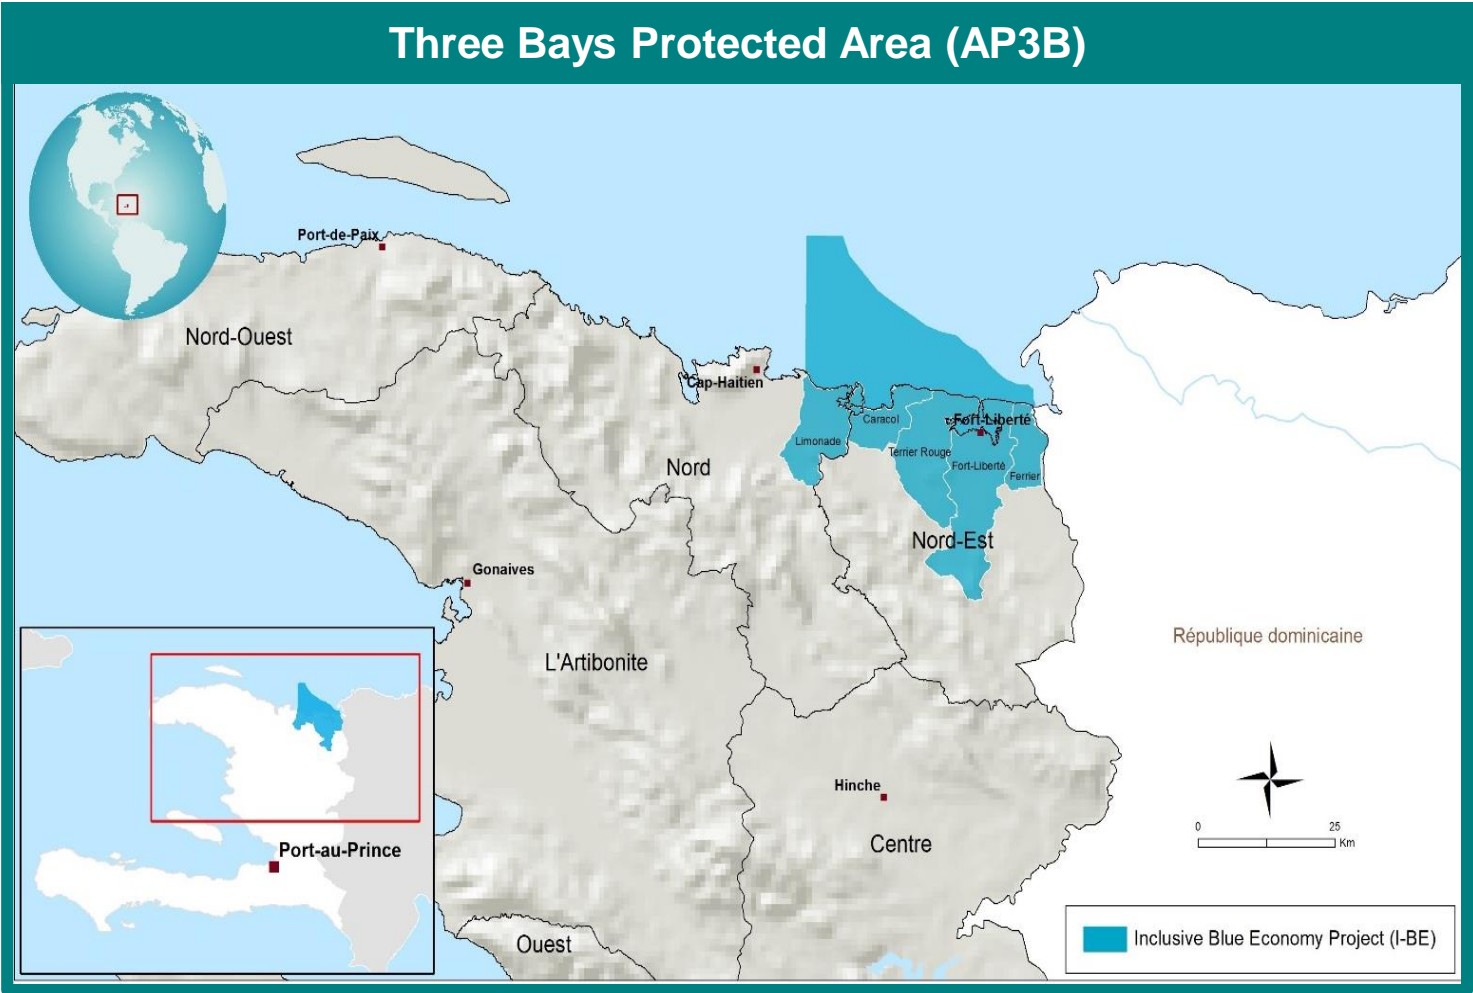 Three Bays Protected Area (AP3B)
Port-de-Paix
Nord-Ouest
Cap-Haitien
Caracol
Fort-Liberté
Limonade
Terrier Rouge
Nord
Fort-Liberté
Ferrier
Nord-Est
Gonaives
République dominicaine
L'Artibonite
Hinche
0 25
Km
Centre
Port-au-Prince
Ouest
Inclusive Blue Economy Project (I-BE)